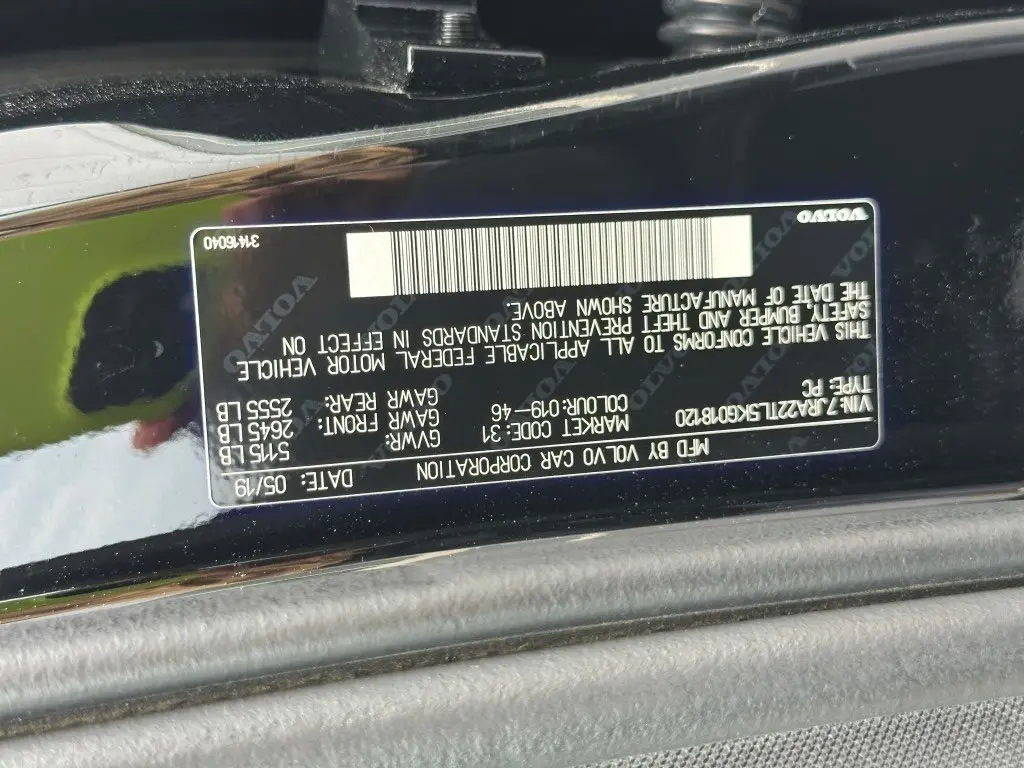 MFD BY VOLVO CAR CORPORATION DATE: 05/19
VIN: 7JRA22TL5KG018120
TYPE: PC
MARKET CODE: 31
COLOUR: 019-46
GVWR: 5115 LB
GAWR FRONT: 2645 LB
GAWR REAR: 2555 LB
THIS VEHICLE CONFORMS TO ALL APPLICABLE FEDERAL MOTOR VEHICLE
SAFETY, BUMPER AND THEFT PREVENTION STANDARDS IN EFFECT ON
THE DATE OF MANUFACTURE SHOWN ABOVE.
VOLVO
31416040